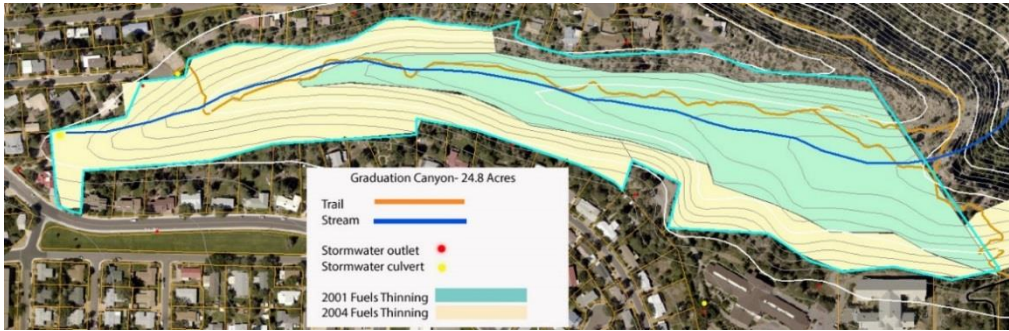 Graduation Canyon- 24.8 Acres
Trail
Stream
Stormwater outlet
Stormwater culvert
2001 Fuels Thinning
2004 Fuels Thinning